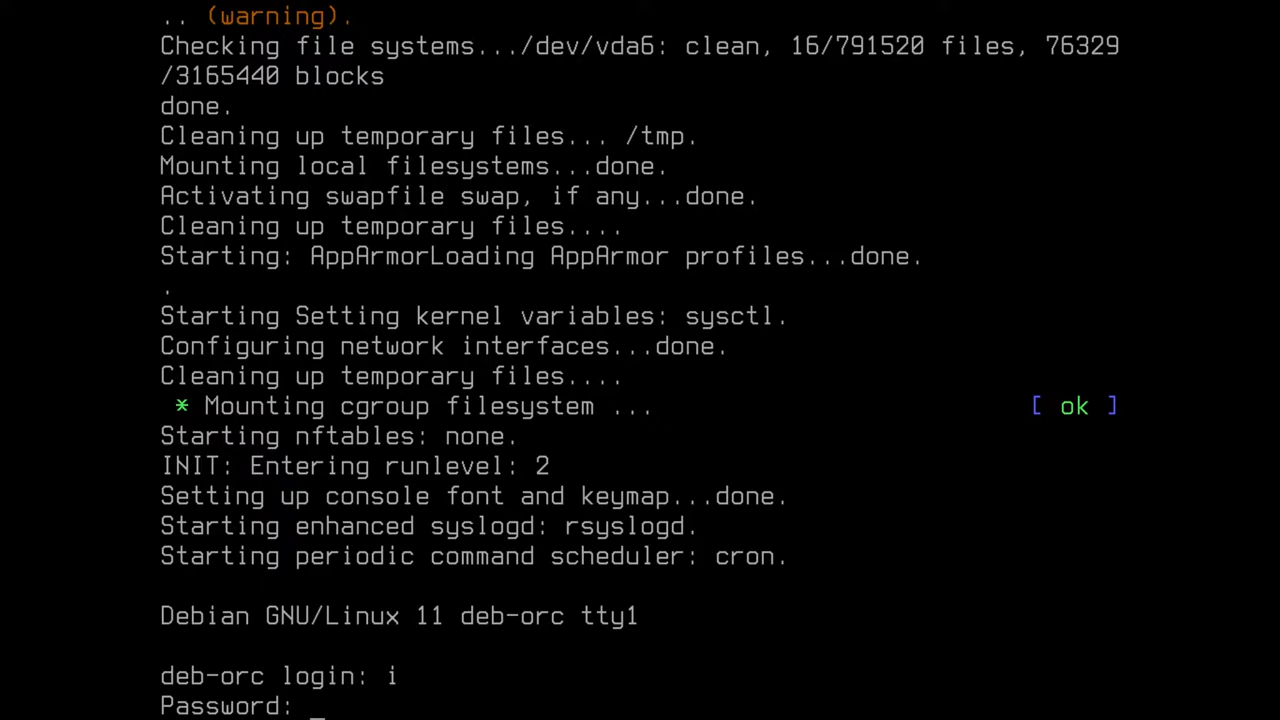 .. (warning).
Checking file systems.../dev/vda6: clean, 16/791520 files, 76329
/3165440 blocks
done.
Cleaning up temporary files... /tmp.
Mounting local filesystems...done.
Activating swapfile swap, if any...done.
Cleaning up temporary files....
Starting: AppArmorLoading AppArmor profiles...done.
.
Starting Setting kernel variables: sysctl.
Configuring network interfaces...done.
Cleaning up temporary files....
* Mounting cgroup filesystem ... [ ok ]
Starting nftables: none.
INIT: Entering runlevel: 2
Setting up console font and keymap...done.
Starting enhanced syslogd: rsyslogd.
Starting periodic command scheduler: cron.
Debian GNU/Linux 11 deb-orc tty1
deb-orc login: i
Password: _